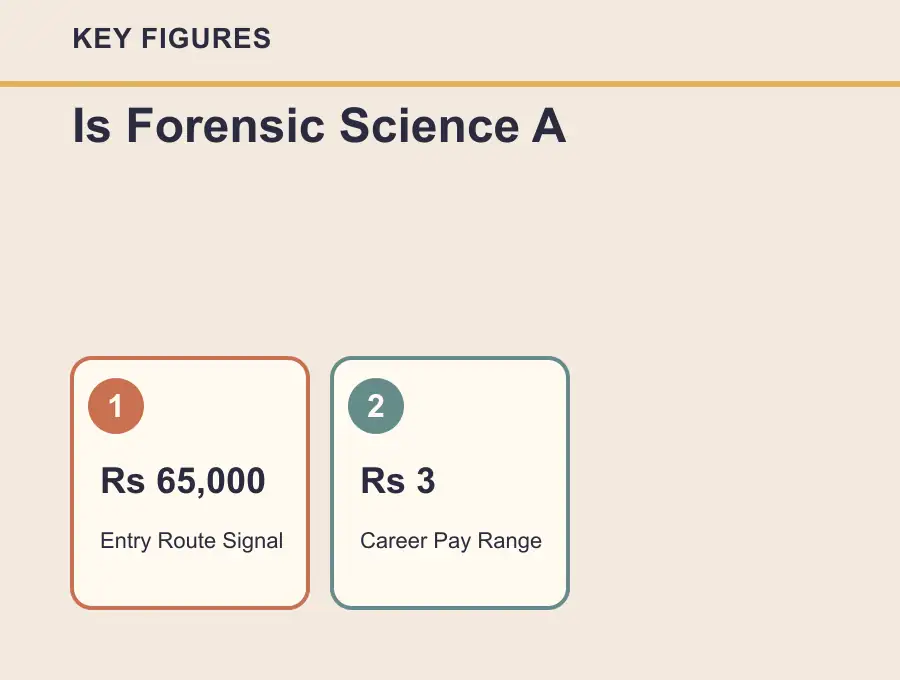 KEY FIGURES
Is Forensic Science A
1
Rs 65,000
Entry Route Signal
2
Rs 3
Career Pay Range